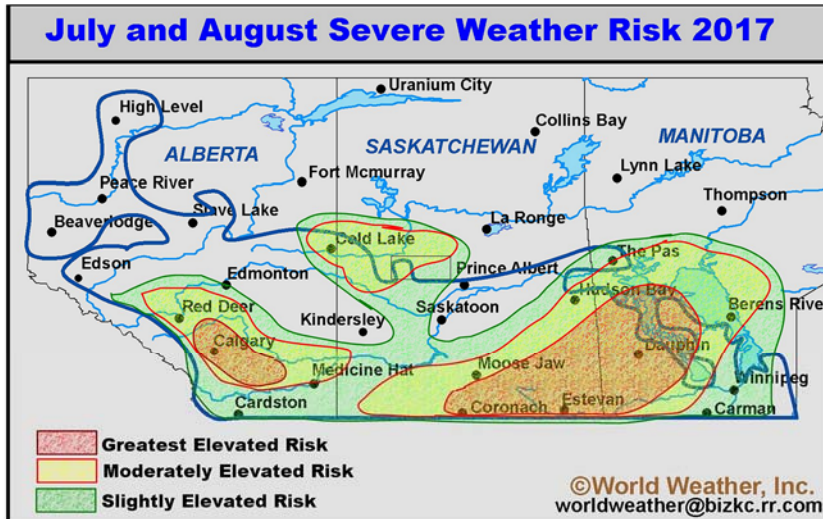 July and August Severe Weather Risk 2017
Uranium City
High Level
Collins Bay
ALBERTA
SASKATCHEWAN
MANITOBA
Fort Mcmurray
Lynn Lake
Peace River
Thompson
Beaverlodge
Slave Lake
La Ronge
Cold Lake
The Pas
Edson
Edmonton
Prince Albert
Hudson Bay
Red Deer
Saskatoon
Berens River
Kindersley
Calgary
Dauphin
Medicine Hat
Moose Jaw
Winnipeg
Cardston
Coronach
Estevan
Carman
Greatest Elevated Risk
Moderately Elevated Risk
Slightly Elevated Risk
©World Weather, Inc.
worldweather@bizkc.rr.com